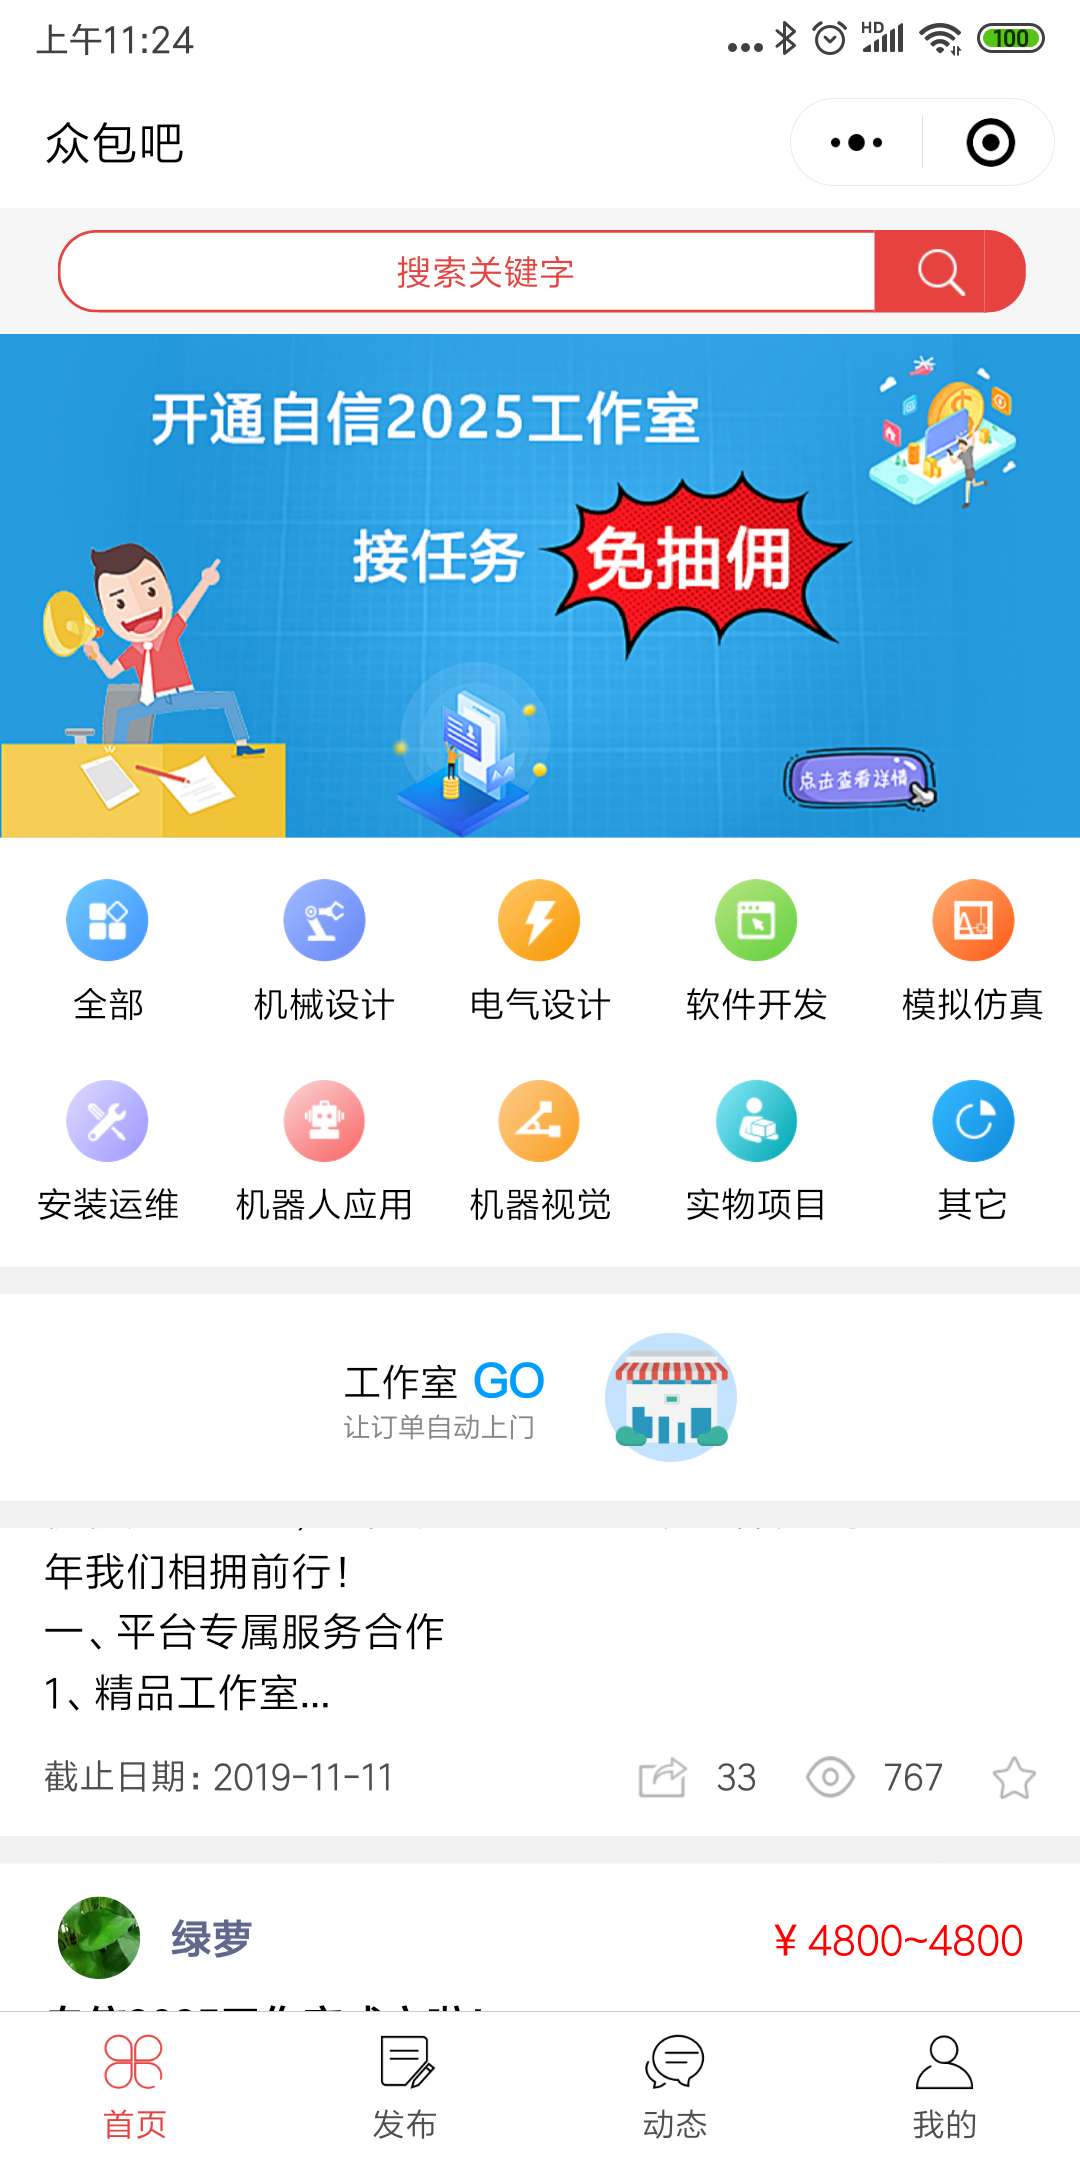 上午11:24
HD
100
众包吧
搜索关键字
开通自信2025工作室
接任务 免抽佣
点击查看详情
全部 机械设计 电气设计 软件开发 模拟仿真
安装运维 机器人应用 机器视觉 实物项目 其它
工作室 GO
让订单自动上门
年我们相拥前行!
一、平台专属服务合作
1、精品工作室...
截止日期: 2019-11-11 33 767
绿萝 ¥ 4800~4800
首页 发布 动态 我的